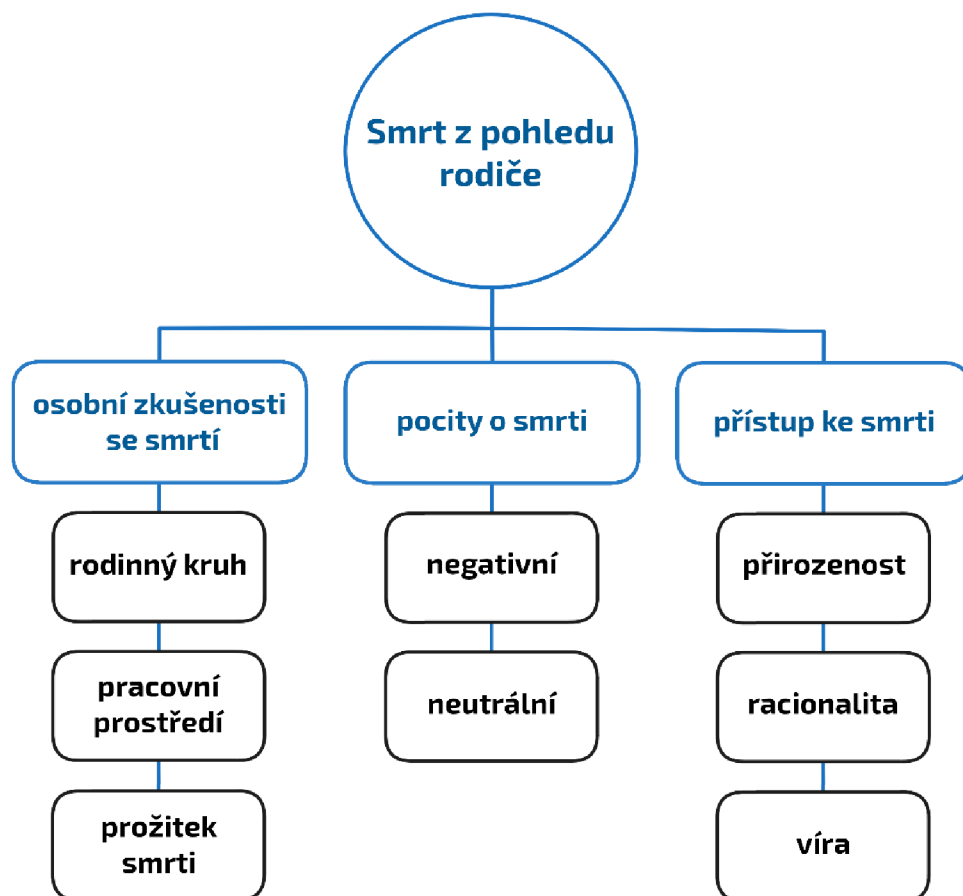 Smrt z pohledu
rodiče
osobní zkušenosti
se smrtí
pocity o smrti
přístup ke smrti
rodinný kruh
negativní
přirozenost
pracovní
prostředí
neutrální
racionalita
prožitek
smrti
víra